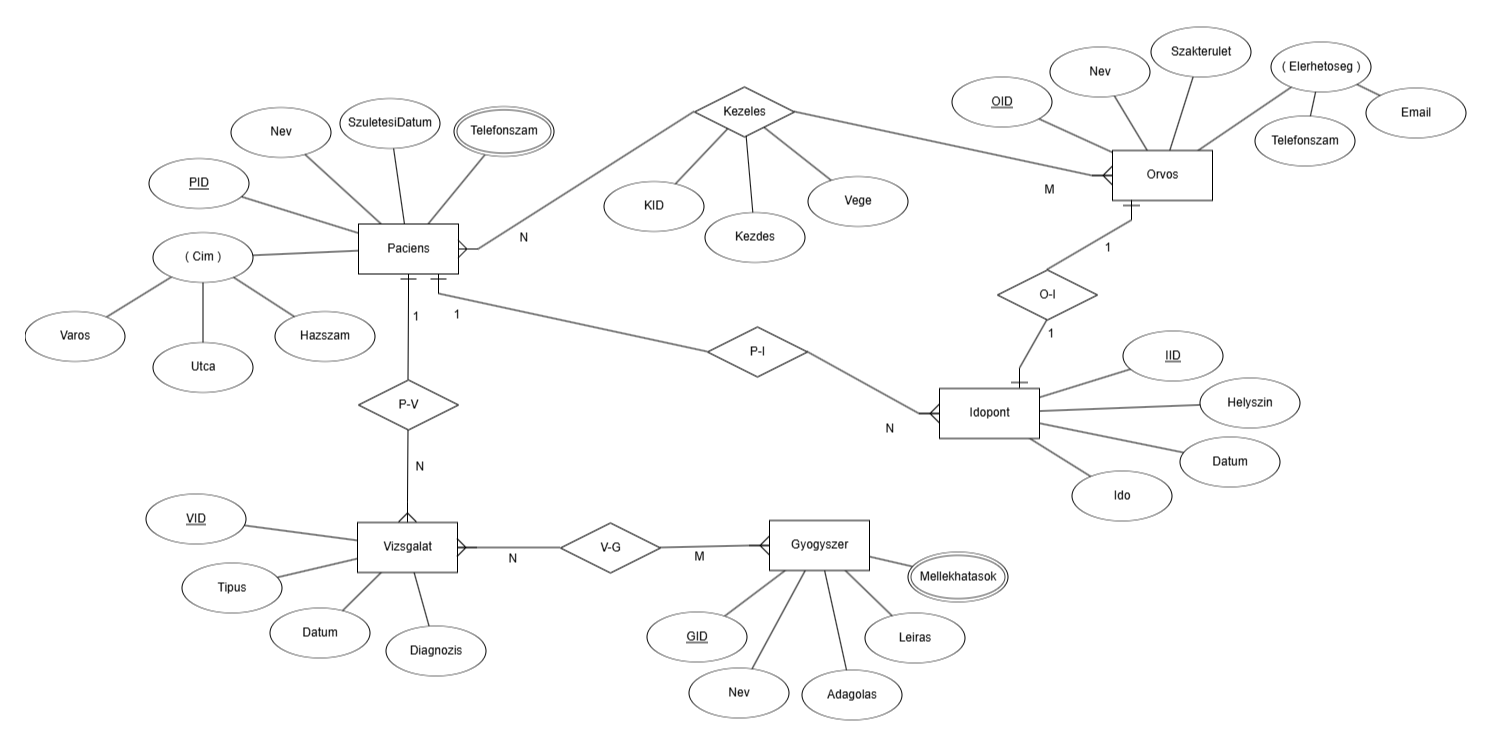 Szakterulet
( Elerhetoseg )
Nev
OID
Email
Telefonszam
Orvos
Kezeles
KID
Kezdes
Vege
N
M
SzuletesiDatum
Nev
Telefonszam
PID
Paciens
( Cim )
Varos
Utca
Hazszam
1
1
1
O-I
1
P-I
N
IID
Helyszin
Idopont
Datum
Ido
P-V
N
VID
Vizsgalat
Tipus
Datum
Diagnozis
N
V-G
M
Gyogyszer
Mellekhatasok
GID
Leiras
Nev
Adagolas